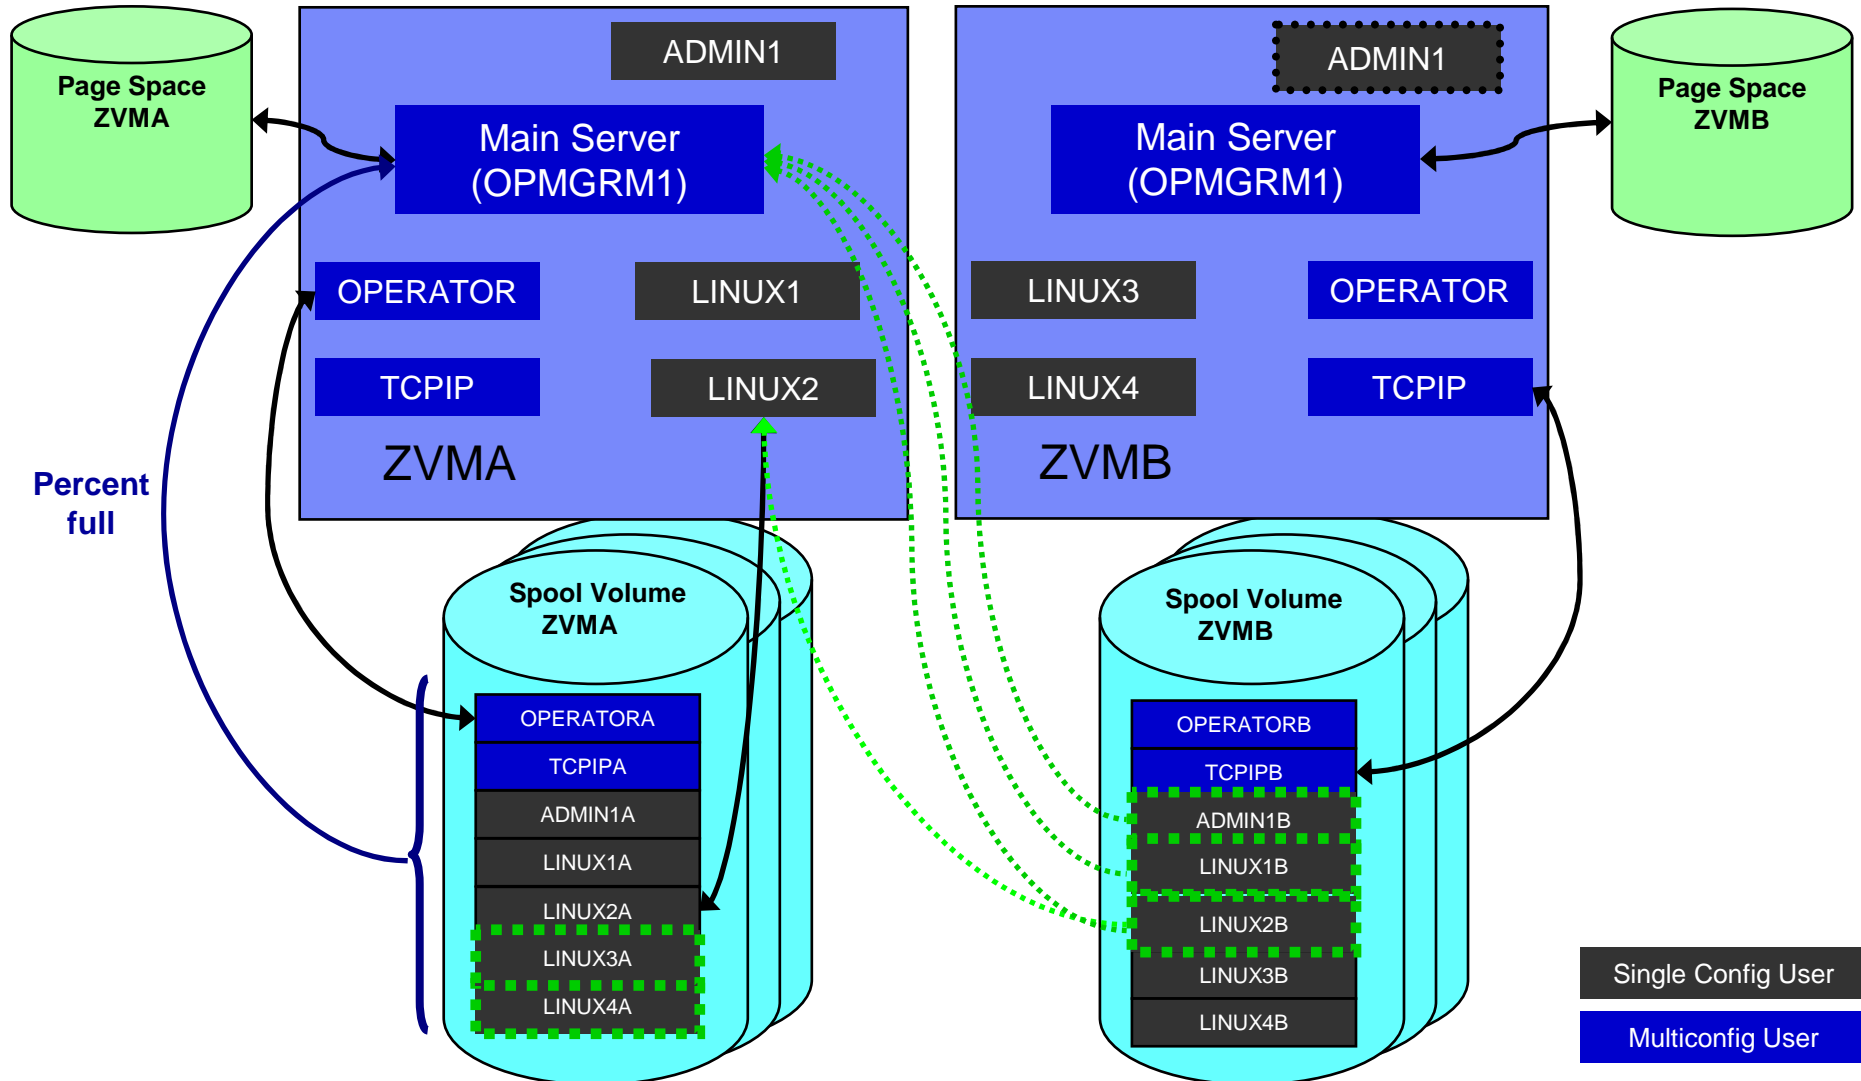 Page Space
ZVMA
ADMIN1
Main Server
(OPMGRM1)
OPERATOR
LINUX1
TCPIP
LINUX2
ZVMA
ADMIN1
Main Server
(OPMGRM1)
LINUX3
OPERATOR
LINUX4
TCPIP
ZVMB
Page Space
ZVMB
Percent
full
Spool Volume
ZVMA
OPERATORA
TCPIPA
ADMIN1A
LINUX1A
LINUX2A
LINUX3A
LINUX4A
Spool Volume
ZVMB
OPERATORB
TCPIPB
ADMIN1B
LINUX1B
LINUX2B
LINUX3B
LINUX4B
Single Config User
Multiconfig User